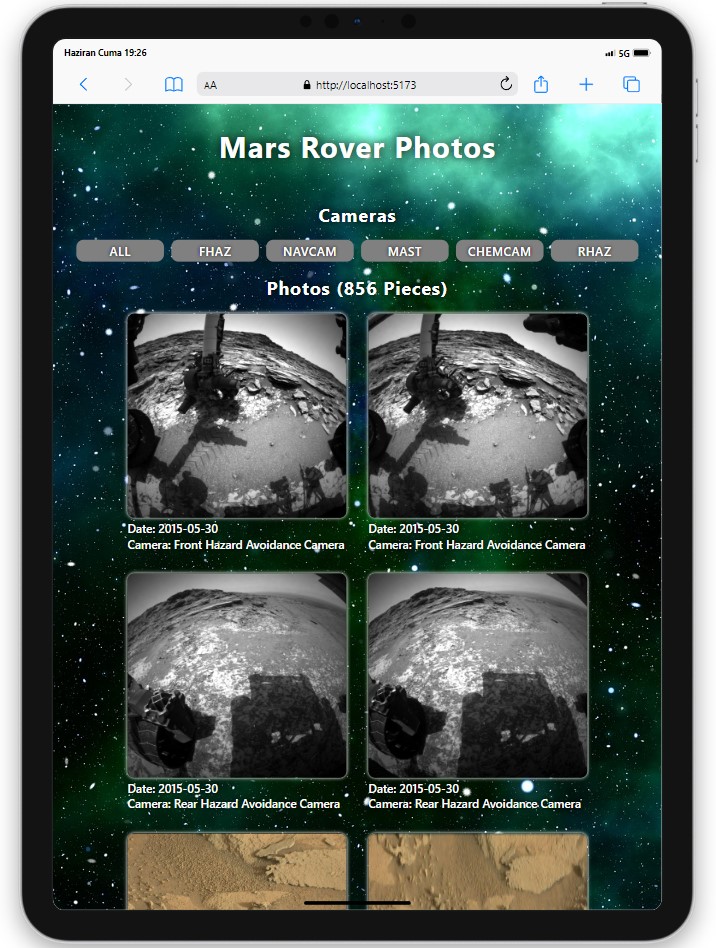 Haziran Cuma 19:26
5G
AA
http://localhost:5173
Mars Rover Photos
Cameras
ALL FHAZ NAVCAM MAST CHEMCAM RHAZ
Photos (856 Pieces)
Date: 2015-05-30 Date: 2015-05-30
Camera: Front Hazard Avoidance Camera Camera: Front Hazard Avoidance Camera
Date: 2015-05-30 Date: 2015-05-30
Camera: Rear Hazard Avoidance Camera Camera: Rear Hazard Avoidance Camera